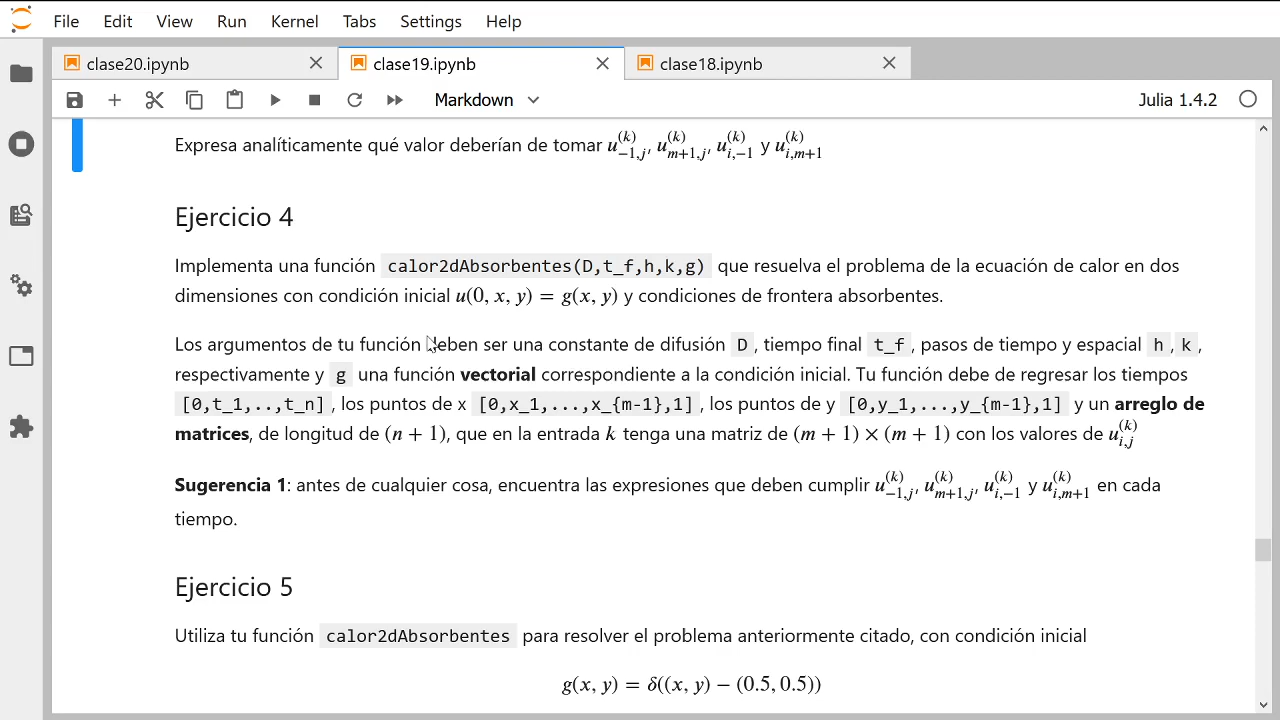 File Edit View Run Kernel Tabs Settings Help
clase20.ipynb clase19.ipynb clase18.ipynb
Markdown Julia 1.4.2
Expresa analíticamente qué valor deberían de tomar u_{-1,j}^{(k)}, u_{m+1,j}^{(k)}, u_{i,-1}^{(k)} y u_{i,m+1}^{(k)}
Ejercicio 4
Implementa una función calor2dAbsorbentes(D,t_f,h,k,g) que resuelva el problema de la ecuación de calor en dos
dimensiones con condición inicial u(0, x, y) = g(x, y) y condiciones de frontera absorbentes.
Los argumentos de tu función deben ser una constante de difusión D, tiempo final t_f, pasos de tiempo y espacial h,k,
respectivamente y g una función vectorial correspondiente a la condición inicial. Tu función debe de regresar los tiempos
[0,t_1,..,t_n], los puntos de x [0,x_1,...,x_{m-1},1], los puntos de y [0,y_1,...,y_{m-1},1] y un arreglo de
matrices, de longitud de (n + 1), que en la entrada k tenga una matriz de (m + 1) × (m + 1) con los valores de u_{i,j}^{(k)}
Sugerencia 1: antes de cualquier cosa, encuentra las expresiones que deben cumplir u_{-1,j}^{(k)}, u_{m+1,j}^{(k)}, u_{i,-1}^{(k)} y u_{i,m+1}^{(k)} en cada
tiempo.
Ejercicio 5
Utiliza tu función calor2dAbsorbentes para resolver el problema anteriormente citado, con condición inicial
g(x, y) = δ((x, y) − (0.5, 0.5))